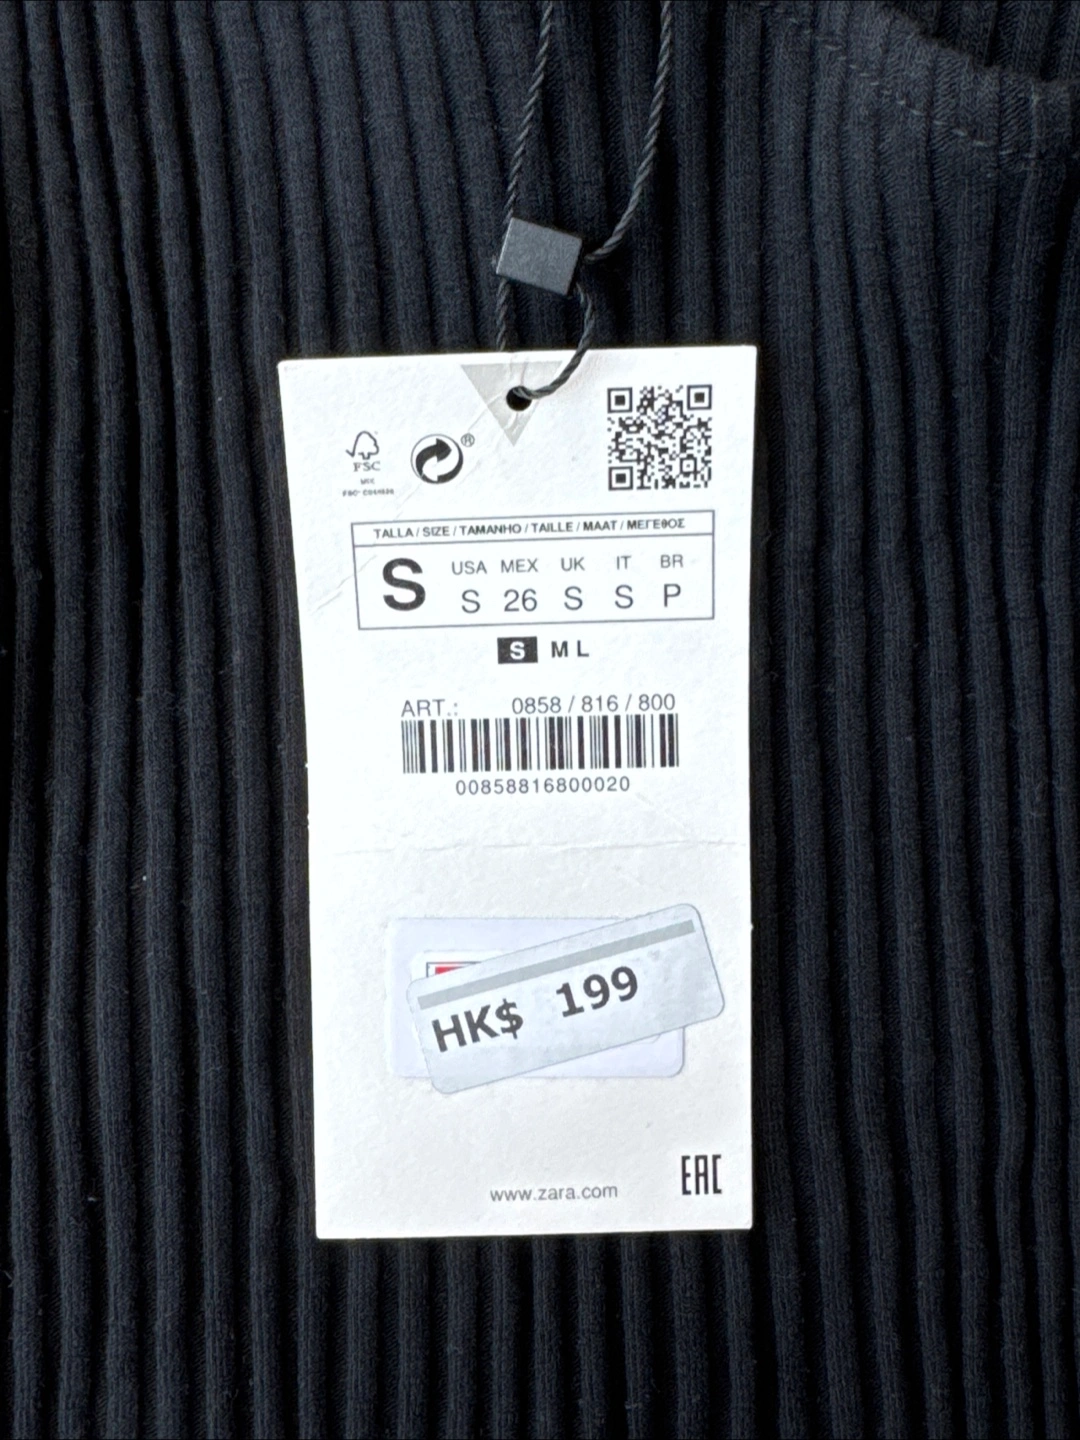 ®
FSC
MIX
TALLA / SIZE / TAMANHO / TAILLE / MAAT / ΜΕΓΕΘΟΣ
S
USA MEX UK IT BR
S 26 S S P
S M L
ART.: 0858 / 816 / 800
00858816800020
HK$ 199
www.zara.com
EAC